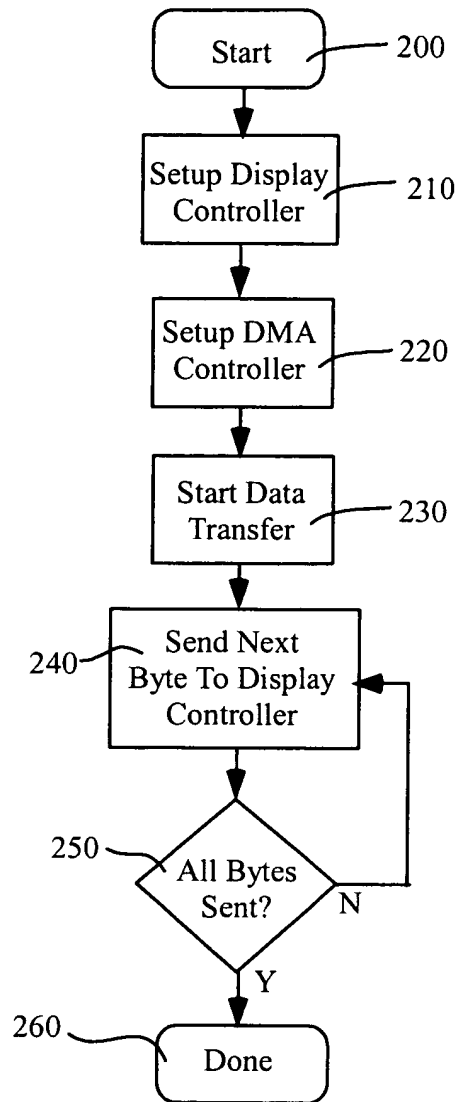 Start
200
Setup Display
Controller
210
Setup DMA
Controller
220
Start Data
Transfer
230
240
Send Next
Byte To Display
Controller
250
All Bytes
Sent?
N
Y
260
Done